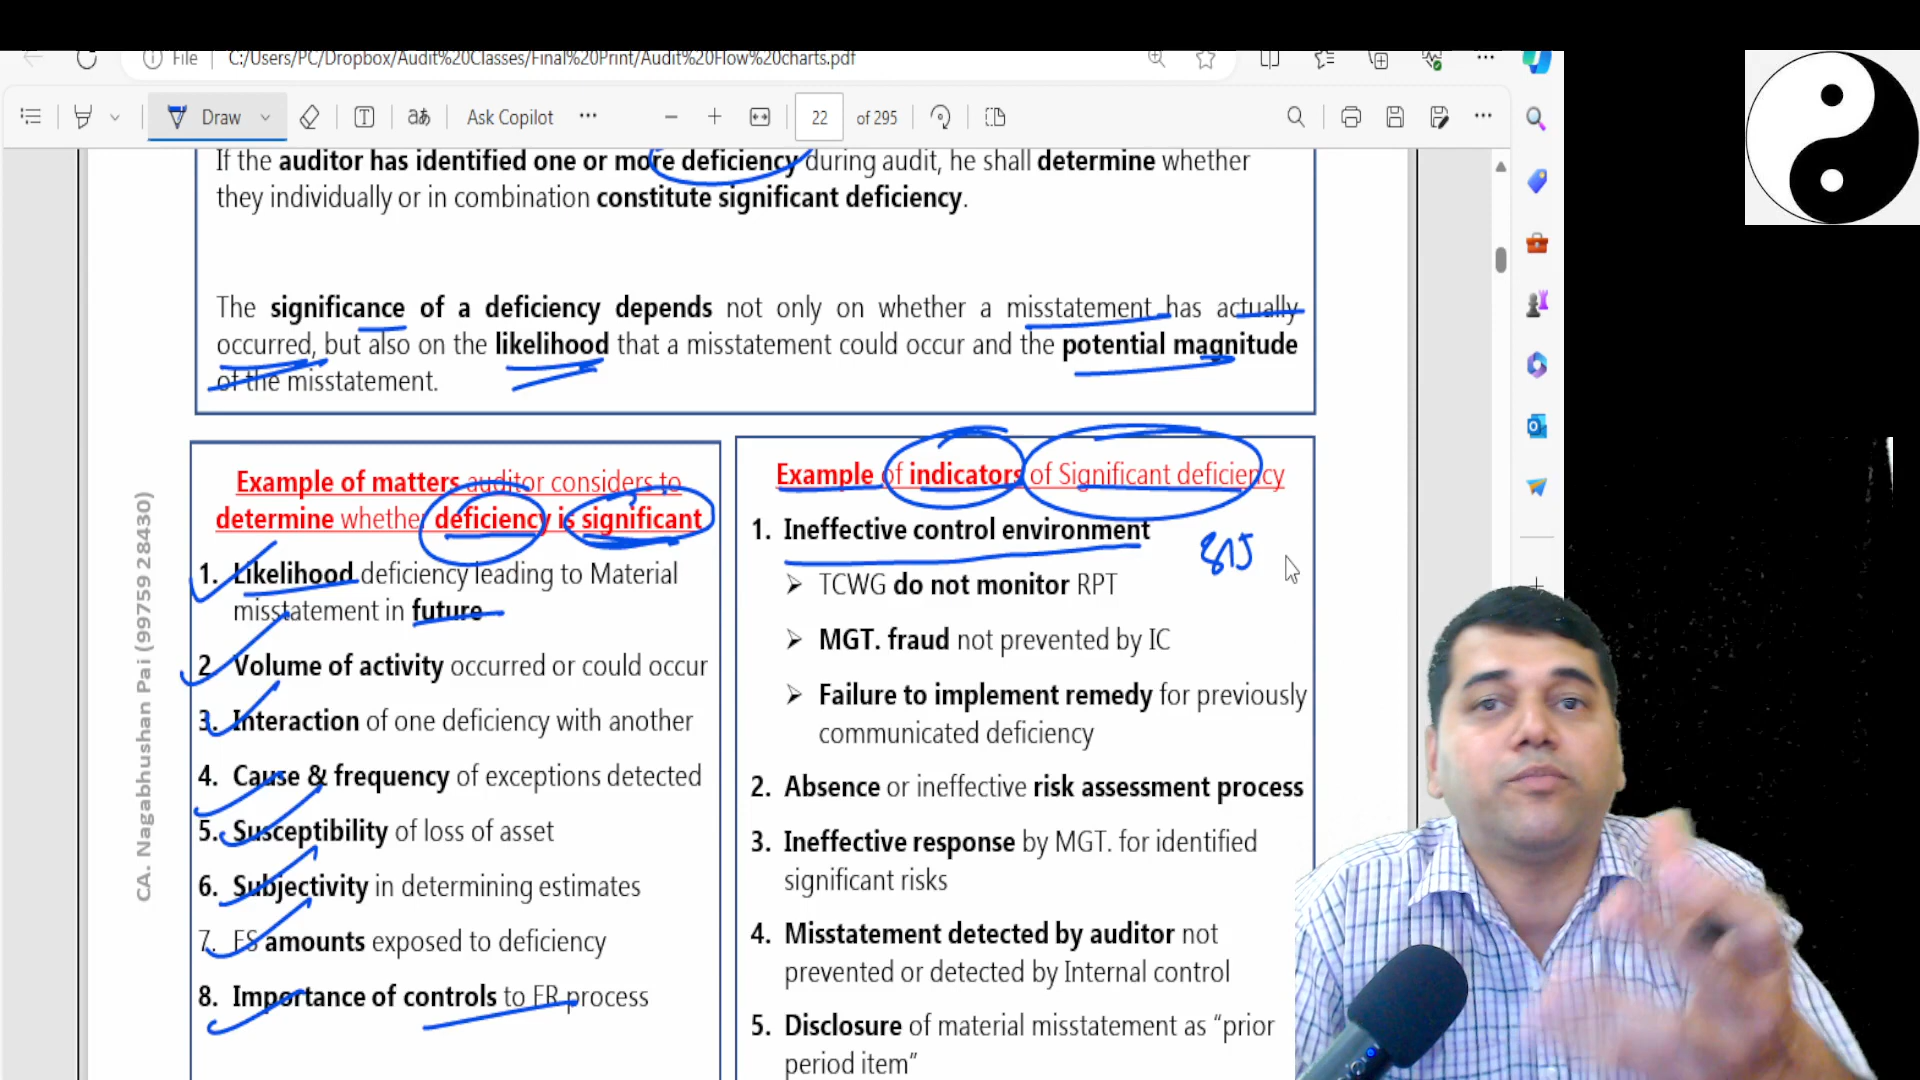 File C:/Users/PC/Dropbox/Audit%20Classes/Final%20Print/Audit%20Flow%20charts.pdf
Draw T aあ Ask Copilot 22 of 295
If the auditor has identified one or more deficiency during audit, he shall determine whether
they individually or in combination constitute significant deficiency.
The significance of a deficiency depends not only on whether a misstatement has actually
occurred, but also on the likelihood that a misstatement could occur and the potential magnitude
of the misstatement.
CA. Nagabhushan Pai (99759 28430)
Example of matters auditor considers to
determine whether deficiency is significant
1. Likelihood deficiency leading to Material
misstatement in future
2. Volume of activity occurred or could occur
3. Interaction of one deficiency with another
4. Cause & frequency of exceptions detected
5. Susceptibility of loss of asset
6. Subjectivity in determining estimates
7. FS amounts exposed to deficiency
8. Importance of controls to FR process
Example of indicators of Significant deficiency
1. Ineffective control environment
➢ TCWG do not monitor RPT
➢ MGT. fraud not prevented by IC
➢ Failure to implement remedy for previously
communicated deficiency
2. Absence or ineffective risk assessment process
3. Ineffective response by MGT. for identified
significant risks
4. Misstatement detected by auditor not
prevented or detected by Internal control
5. Disclosure of material misstatement as “prior
period item”